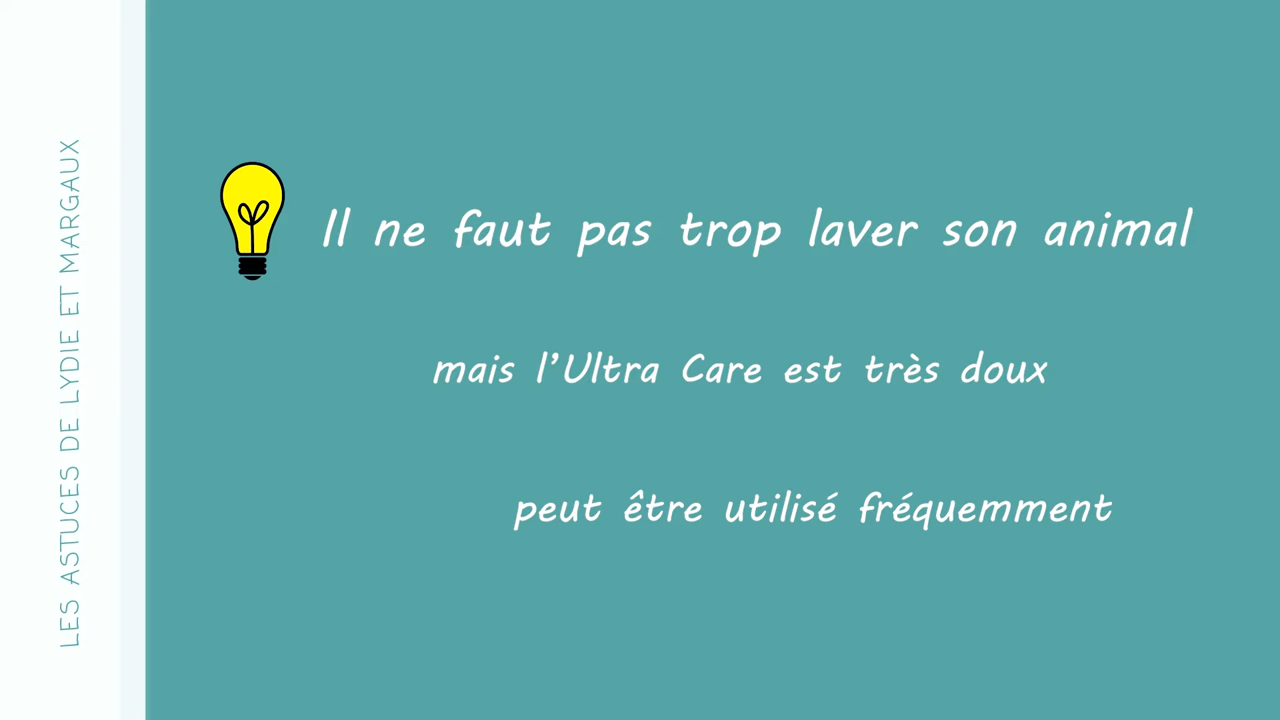 LES ASTUCES DE LYDIE ET MARGAUX
Il ne faut pas trop laver son animal
mais l’Ultra Care est très doux
peut être utilisé fréquemment